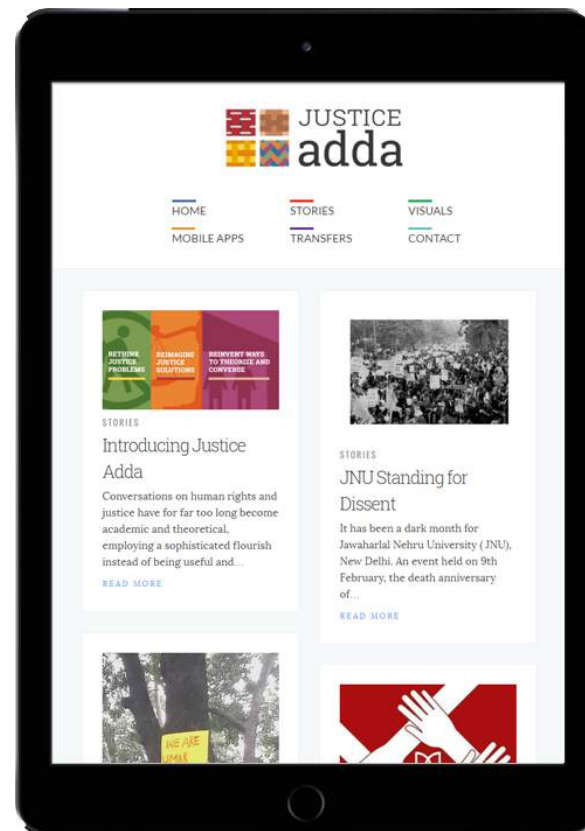 JUSTICE
adda
HOME
STORIES
VISUALS
MOBILE APPS
TRANSFERS
CONTACT
RETHINK
JUSTICE
PROBLEMS
REIMAGINE
JUSTICE
SOLUTIONS
REINVENT WAYS
TO THEORIZE AND
CONVERSE
STORIES
Introducing Justice
Adda
Conversations on human rights and
justice have for far too long become
academic and theoretical,
employing a sophisticated flourish
instead of being useful and...
READ MORE
STORIES
JNU Standing for
Dissent
It has been a dark month for
Jawaharlal Nehru University ( JNU),
New Delhi. An event held on 9th
February, the death anniversary
of...
READ MORE
WE ARE
UMAR